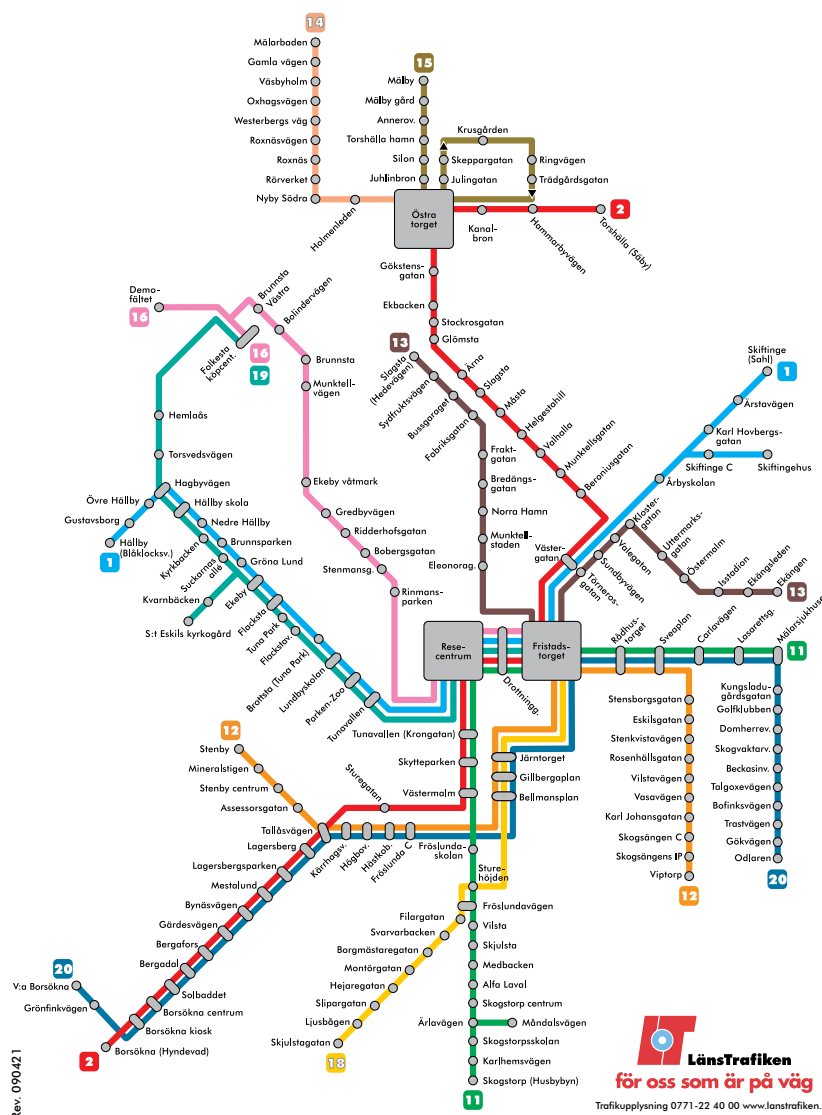 14
Mälarbaden
Gamla vägen
Väsbyholm
Oxhagsvägen
Westerbergs väg
Roxnäsvägen
Roxnäs
Rörverket
Nyby Södra
Holmenleden
15
Mälby
Mälby gård
Annerov.
Torshälla hamn
Silon
Juhlinbron
Krusgården
Skeppargatan
Julingatan
Ringvägen
Trädgårdsgatan
Östra
torget
2
Kanal-
bron
Hammarbyvägen
Torshälla (Säby)
Gökstens-
gatan
Ekbacken
Stockrosgatan
Glömsta
Ärna
Slagsta
Måsta
Helgestahill
Valhalla
Munktellsgatan
Beroniusgatan
Demo-
fältet
16
Brunnsta
Västra
Bolindervägen
Folkesta
köpcent.
16
19
Brunnsta
Munktell-
vägen
Ekeby våtmark
Gredbyvägen
Ridderhofsgatan
Bobergsgatan
Stenmansg.
Rinmans-
parken
13
Slagsta
(Hedevägen)
Sydfruktsvägen
Bussgaraget
Fabriksgatan
Frakt-
gatan
Bredängs-
gatan
Norra Hamn
Munktell-
staden
Eleonorag.
Skiftinge
(Sahl)
1
Ärstavägen
Karl Hovbergs-
gatan
Skiftinge C
Skiftingehus
Årbyskolan
Väster-
gatan
Kloster-
gatan
Valegatan
Sundbyvägen
Törneros-
gatan
Uttermarks-
gatan
Östermalm
Isstadion
Ekängsleden
Ekängen
13
Hemlaås
Torsvedsvägen
Hagbyvägen
Övre Hällby
Gustavsborg
Hällby
(Blåklocksv.)
1
Hällby skola
Nedre Hällby
Brunnsparken
Gröna Lund
Kyrkbacken
Suckarnas
allé
Kvarnbäcken
S:t Eskils kyrkogård
Ekeby
Flacksta
Tuna Park
Flackstav.
Brottsta (Tuna Park)
Lundbyskolan
Parken-Zoo
Tunavallen
Rese-
centrum
Fristads-
torget
Drottningg.
Rådhus-
torget
Sveaplan
Carlavägen
Lasarettsg.
Mälarsjukhuset
11
Tunavallen (Krongatan)
Skytteparken
Västermalm
Järntorget
Gillbergaplan
Bellmansplan
Stensborgsgatan
Eskilsgatan
Stenkvistavägen
Rosenhällsgatan
Vilstavägen
Vasavägen
Karl Johansgatan
Skogsängen C
Skogsängens IP
Viptorp
12
Kungsladu-
gårdsgatan
Golfklubben
Domherrev.
Skogvaktarv.
Beckasinv.
Talgoxevägen
Bofinksvägen
Trastvägen
Gökvägen
Odlaren
20
12
Stenby
Mineralstigen
Stenby centrum
Assessorsgatan
Sturegatan
Tallåsvägen
Kärrhagsv.
Högbov.
Hästkob.
Fröslunda C
Lagersberg
Lagersbergsparken
Mestalund
Bynäsvägen
Gärdesvägen
Bergafors
Bergadal
Solbaddet
Borsökna centrum
Borsökna kiosk
Borsökna (Hyndevad)
2
20
V:a Borsökna
Grönfinkvägen
Fröslunda-
skolan
Sture-
höjden
Fröslundavägen
Vilsta
Skjulsta
Medbacken
Alfa Laval
Skogstorp centrum
Ärlavägen
Måndalsvägen
Skogstorpsskolan
Karlhemsvägen
Skogstorp (Husbybyn)
11
Filargatan
Svarvarbacken
Borgmästaregatan
Montörgatan
Hejaregatan
Slipargatan
Ljusbågen
Skjulstagatan
18
LänsTrafiken
för oss som är på väg
Trafikupplysning 0771-22 40 00 www.lanstrafiken.
Rev. 090421